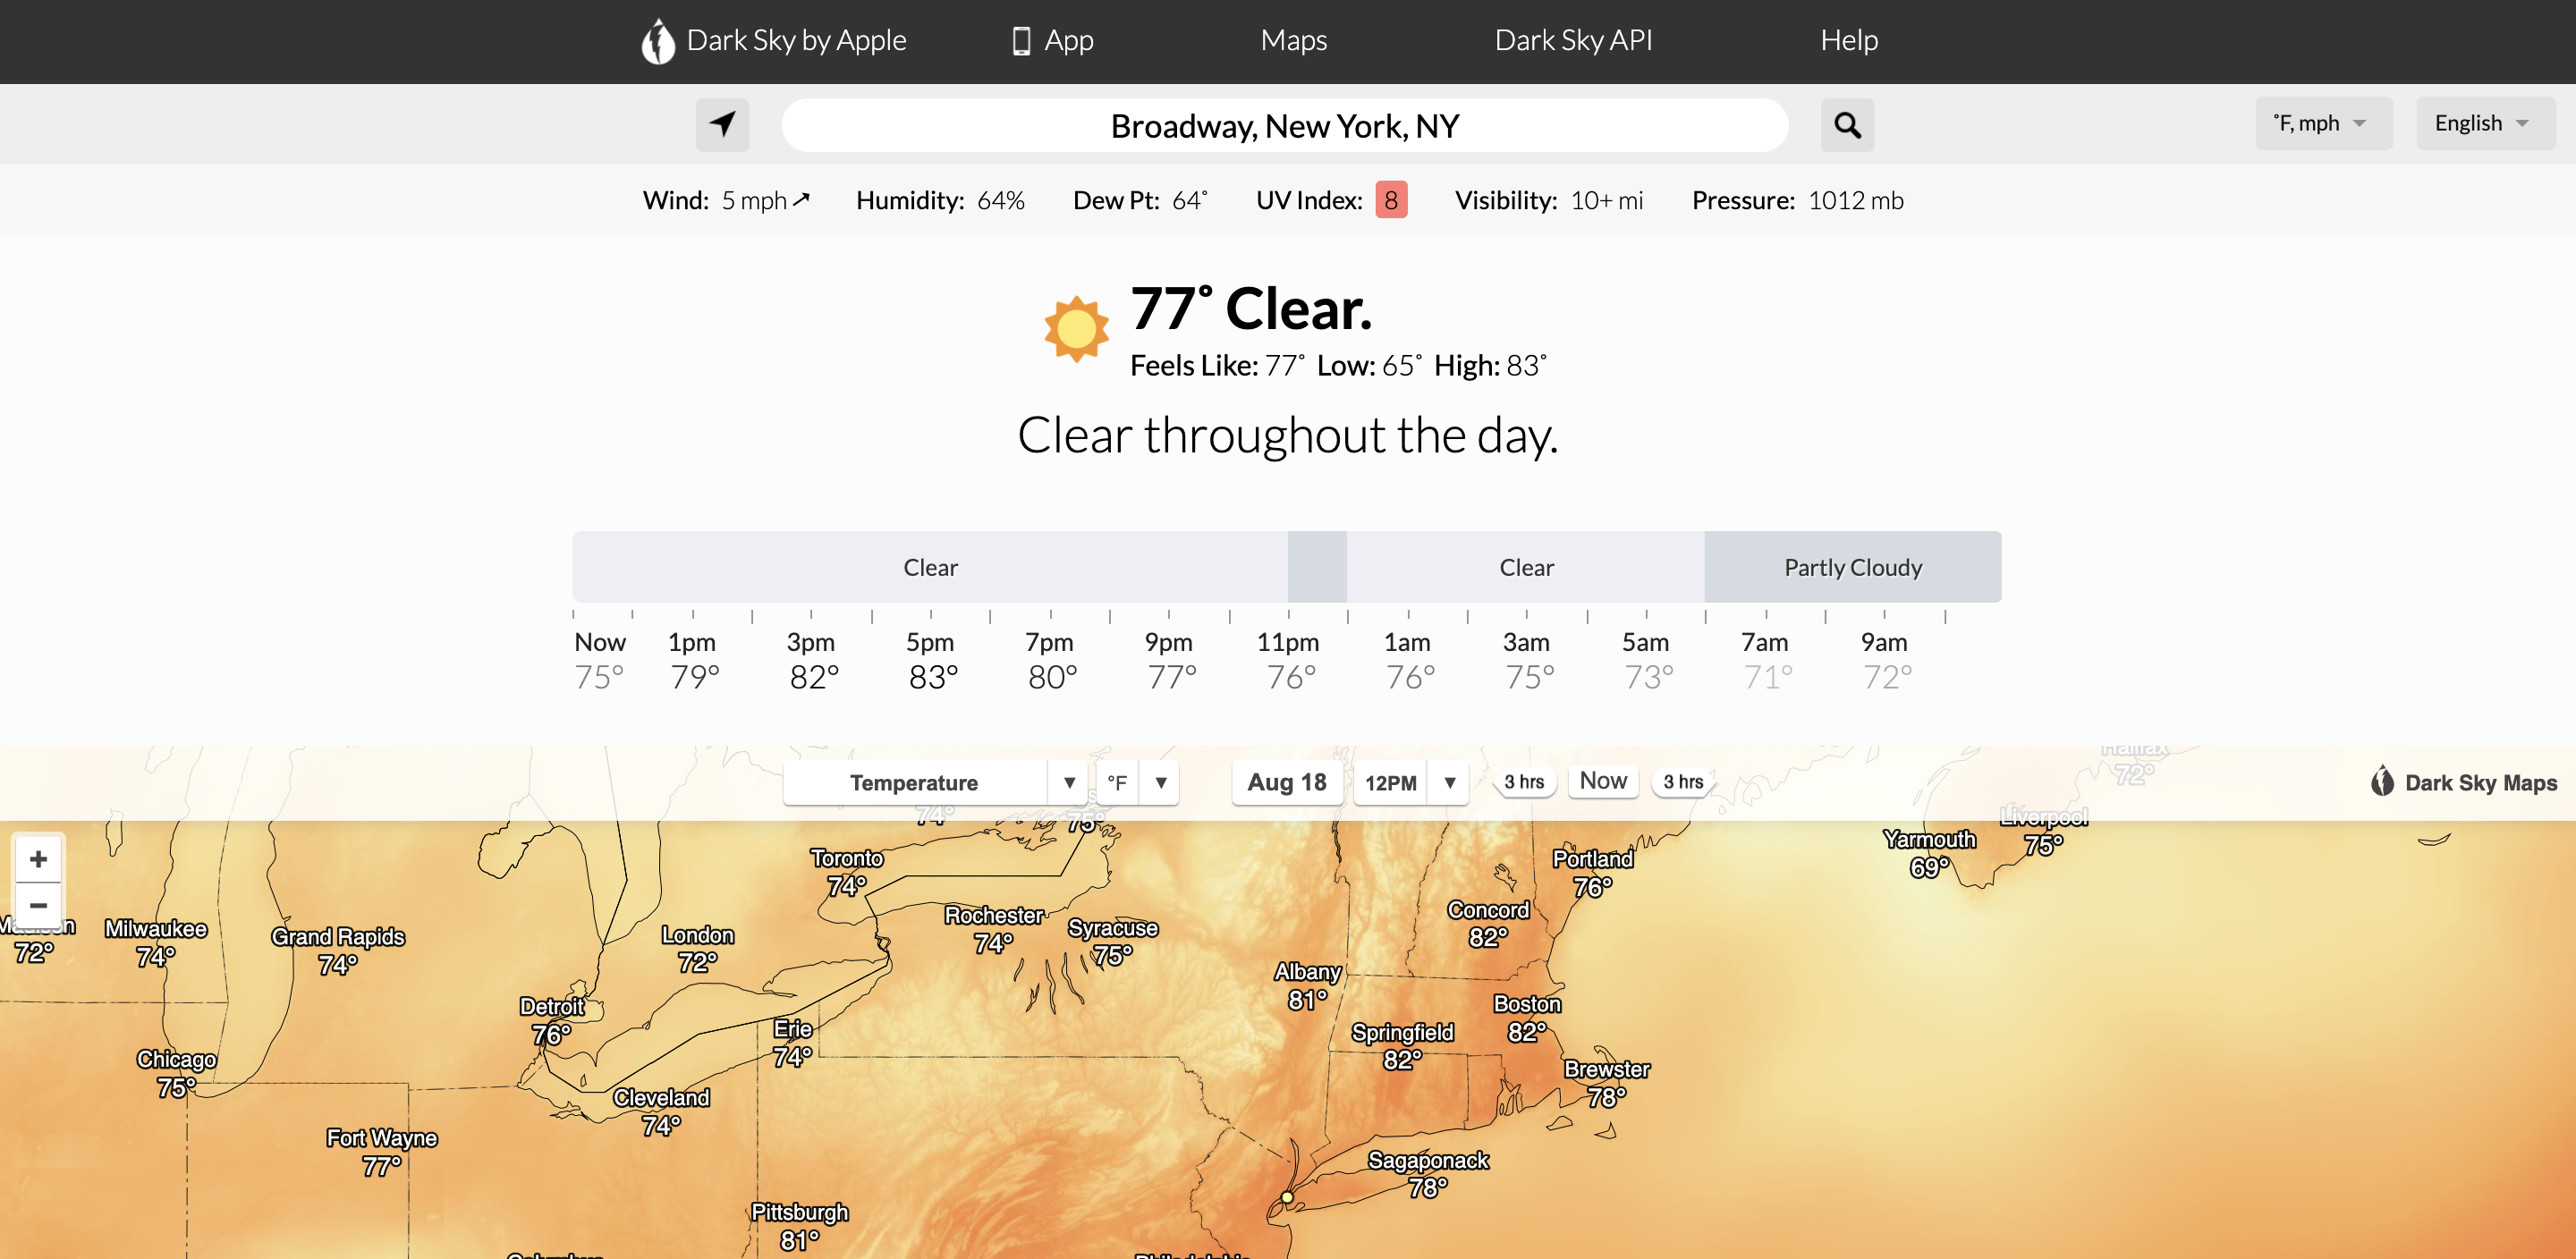 Dark Sky by Apple
App
Maps
Dark Sky API
Help
Broadway, New York, NY
˚F, mph
English
Wind: 5 mph
Humidity: 64%
Dew Pt: 64˚
UV Index: 8
Visibility: 10+ mi
Pressure: 1012 mb
77˚ Clear.
Feels Like: 77˚ Low: 65˚ High: 83˚
Clear throughout the day.
Clear
Clear
Partly Cloudy
Now 1pm 3pm 5pm 7pm 9pm 11pm 1am 3am 5am 7am 9am
75° 79° 82° 83° 80° 77° 76° 76° 75° 73° 71° 72°
Temperature
°F
Aug 18
12PM
3 hrs
Now
3 hrs
Dark Sky Maps
Halifax
72°
74°
75°
Liverpool
75°
Yarmouth
69°
+
−
Toronto
74°
Portland
76°
Rochester
74°
Syracuse
75°
Concord
82°
72°
Milwaukee
74°
Grand Rapids
74°
London
72°
Albany
81°
Detroit
76°
Boston
82°
Erie
74°
Springfield
82°
Chicago
75°
Brewster
78°
Cleveland
74°
Fort Wayne
77°
Sagaponack
78°
Pittsburgh
81°